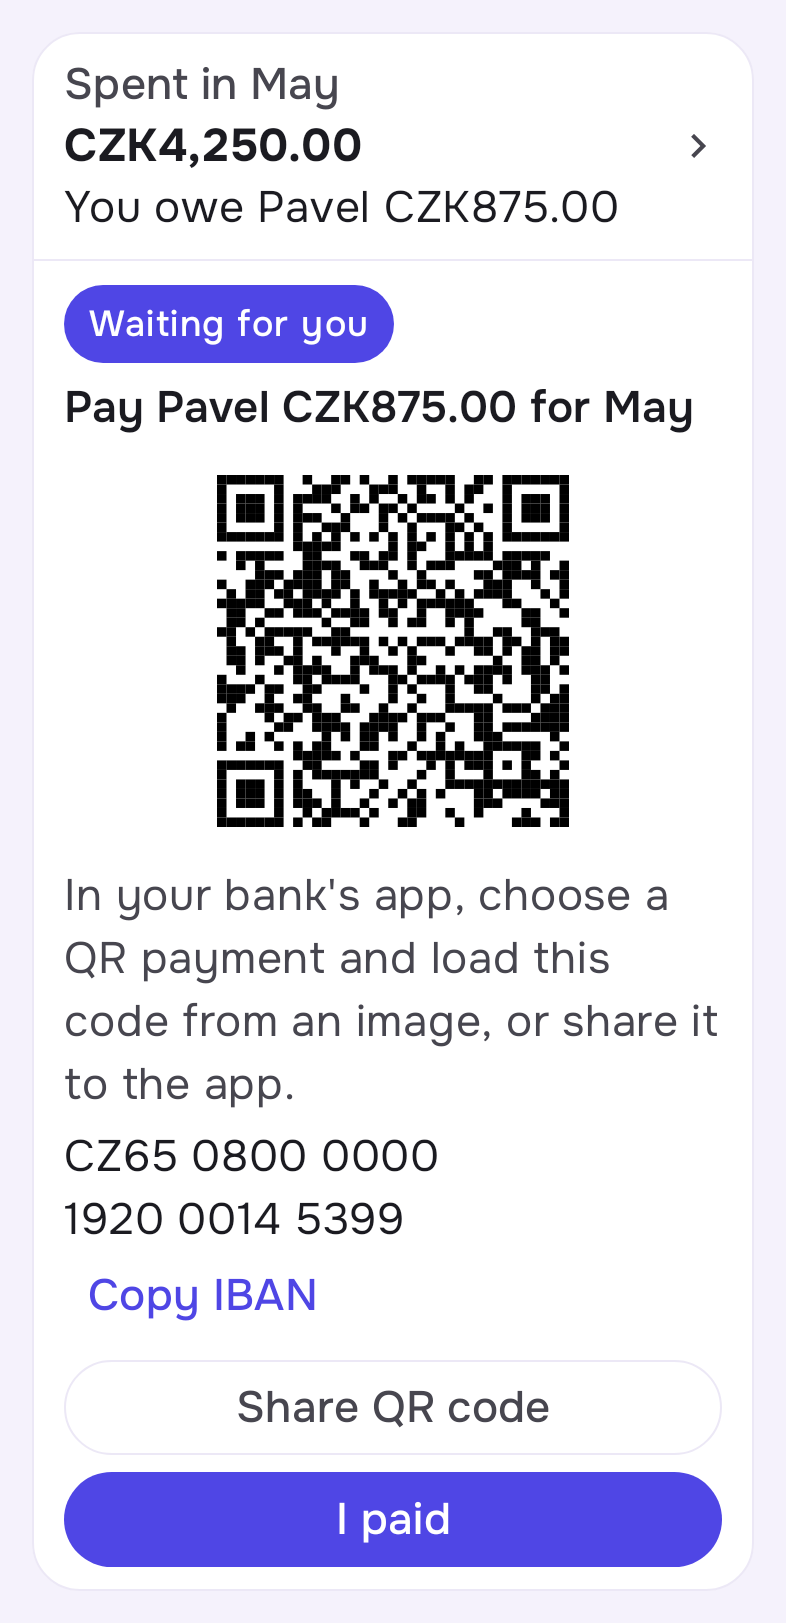 Spent in May
CZK4,250.00
You owe Pavel CZK875.00
Waiting for you
Pay Pavel CZK875.00 for May
In your bank's app, choose a
QR payment and load this
code from an image, or share it
to the app.
CZ65 0800 0000
1920 0014 5399
Copy IBAN
Share QR code
I paid